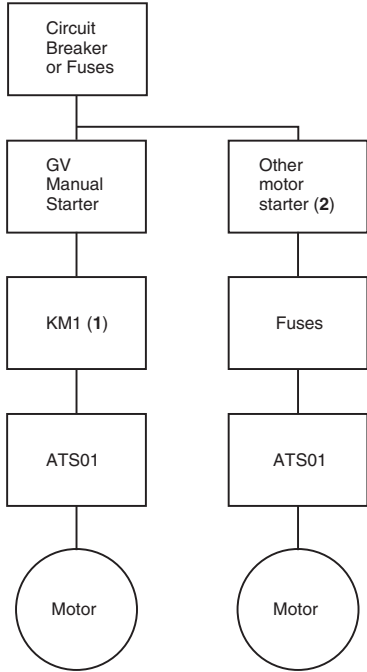 Circuit
Breaker
or Fuses
GV
Manual
Starter
Other
motor
starter (2)
KM1 (1)
Fuses
ATS01
ATS01
Motor
Motor